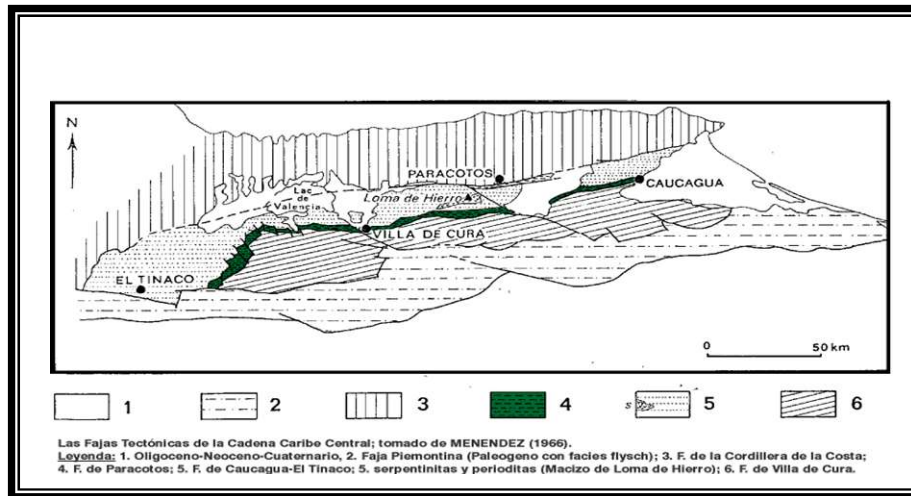 N
PARACOTOS
CAUCAGUA
Lac
de
Valencia
Loma de Hierro
VILLA DE CURA
EL TINACO
0 50 km
1 2 3 4 s 5 6
Las Fajas Tectónicas de la Cadena Caribe Central; tomado de MENENDEZ (1966).
Leyenda: 1. Oligoceno-Neoceno-Cuaternario, 2. Faja Piemontina (Paleogeno con facies flysch); 3. F. de la Cordillera de la Costa;
4. F. de Paracotos; 5. F. de Caucagua-El Tinaco; 5. serpentinitas y perioditas (Macizo de Loma de Hierro); 6. F. de Villa de Cura.